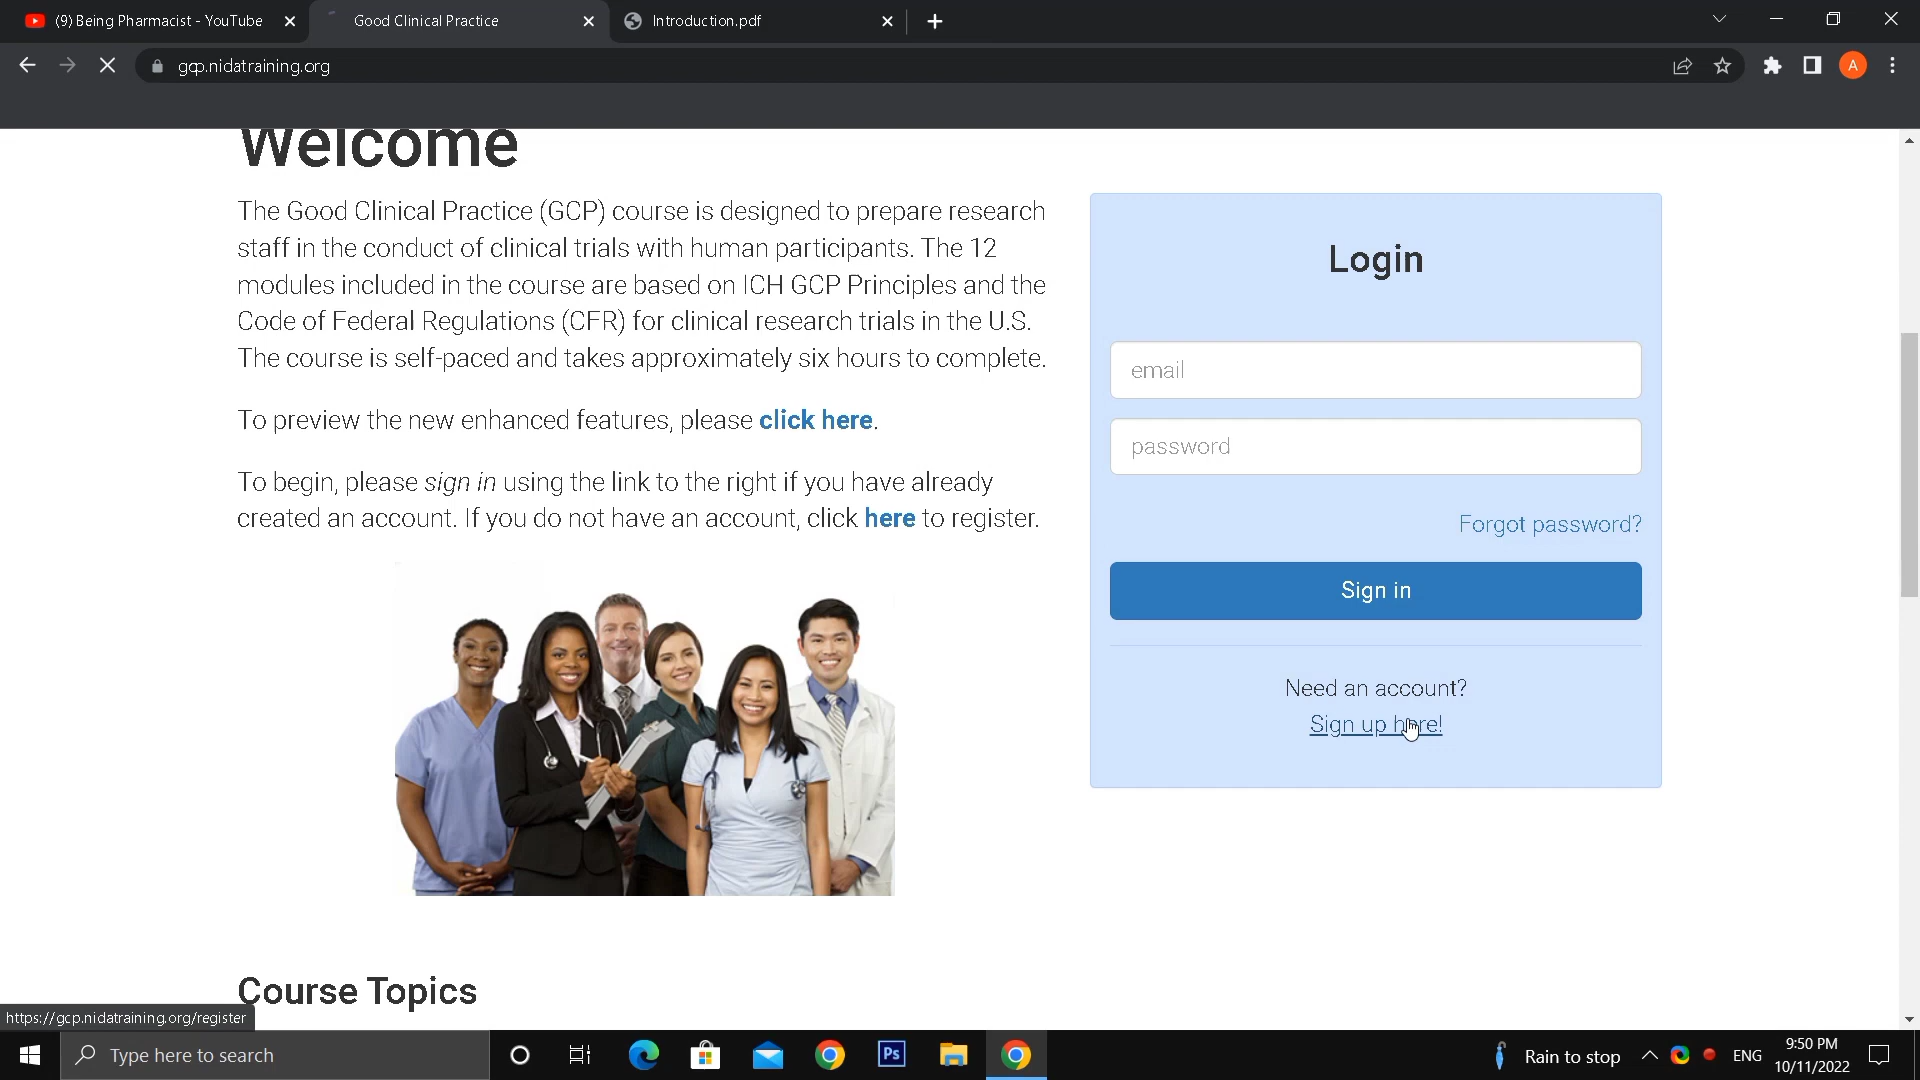 (9) Being Pharmacist - YouTube
Good Clinical Practice
Introduction.pdf
gcp.nidatraining.org
A
Welcome
The Good Clinical Practice (GCP) course is designed to prepare research
staff in the conduct of clinical trials with human participants. The 12
modules included in the course are based on ICH GCP Principles and the
Code of Federal Regulations (CFR) for clinical research trials in the U.S.
The course is self-paced and takes approximately six hours to complete.
To preview the new enhanced features, please click here.
To begin, please sign in using the link to the right if you have already
created an account. If you do not have an account, click here to register.
Login
email
password
Forgot password?
Sign in
Need an account?
Sign up here!
Course Topics
https://gcp.nidatraining.org/register
Type here to search
Ps
Rain to stop
ENG
9:50 PM
10/11/2022